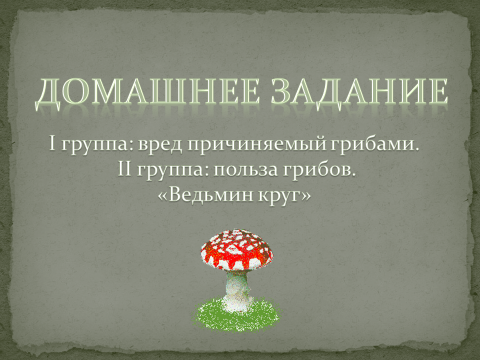 ДОМАШНЕЕ ЗАДАНИЕ
I группа: вред причиняемый грибами.
II группа: польза грибов.
«Ведьмин круг»